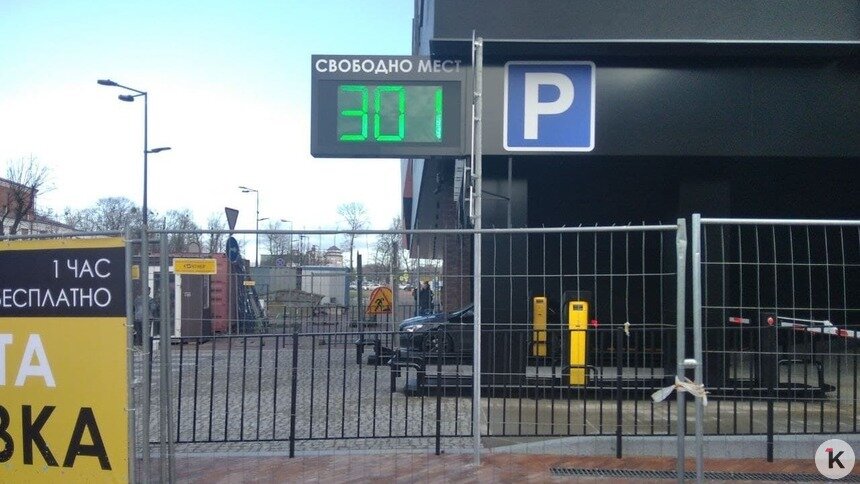 СВОБОДНО МЕСТ
301
P
1 ЧАС
БЕСПЛАТНО
ТА
ВКА
K